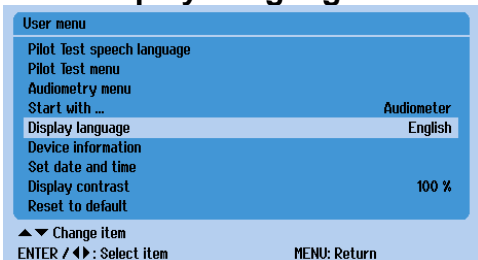 User menu
Pilot Test speech language
Pilot Test menu
Audiometry menu
Start with ... Audiometer
Display language English
Device information
Set date and time
Display contrast 100 %
Reset to default
▲ ▼ Change item
ENTER / ◀ ▶ : Select item MENU: Return